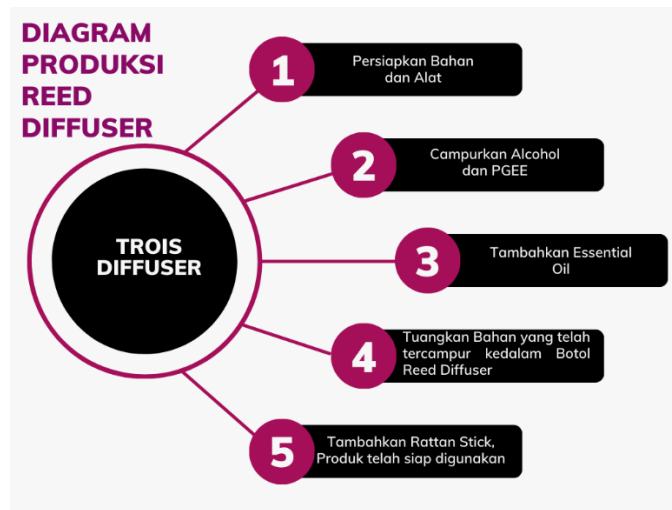 DIAGRAM
PRODUKSI
REED
DIFFUSER
TROIS
DIFFUSER
1
Persiapkan Bahan
dan Alat
2
Campurkan Alcohol
dan PGEE
3
Tambahkan Essential
Oil
4
Tuangkan Bahan yang telah
tercampur kedalam Botol
Reed Diffuser
5
Tambahkan Rattan Stick,
Produk telah siap digunakan